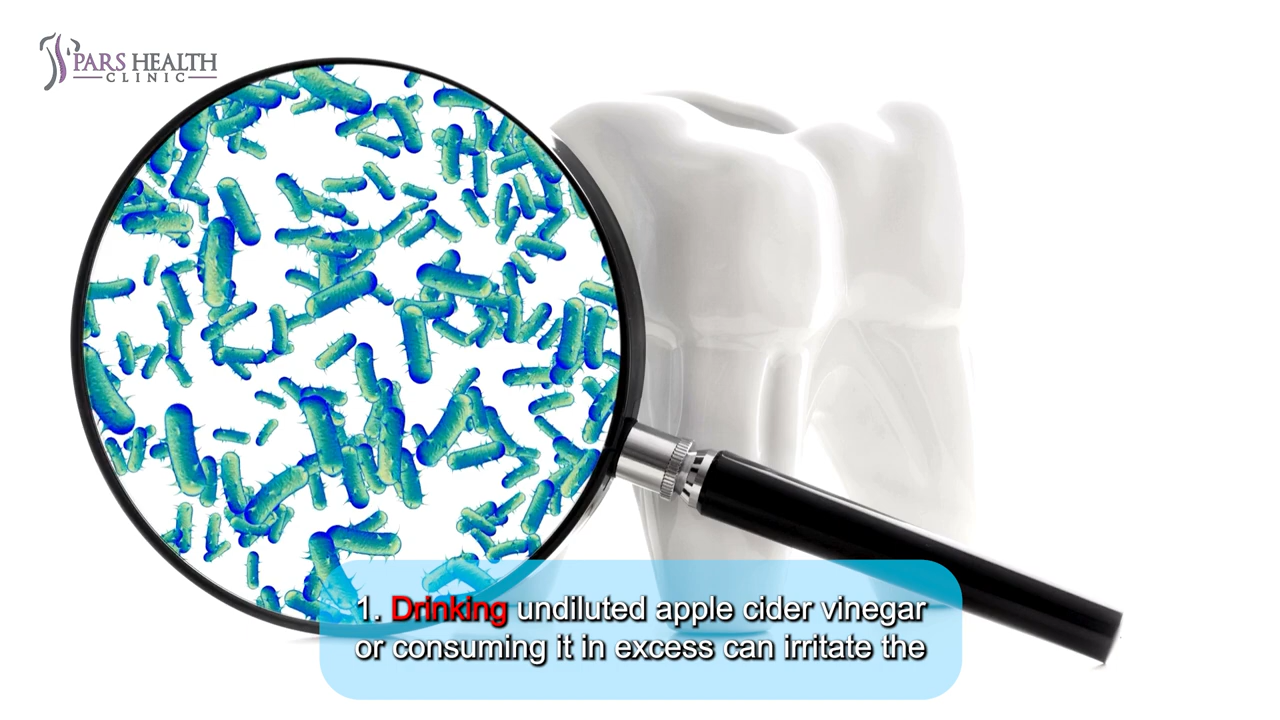 PARS HEALTH
CLINIC
1. Drinking undiluted apple cider vinegar
or consuming it in excess can irritate the